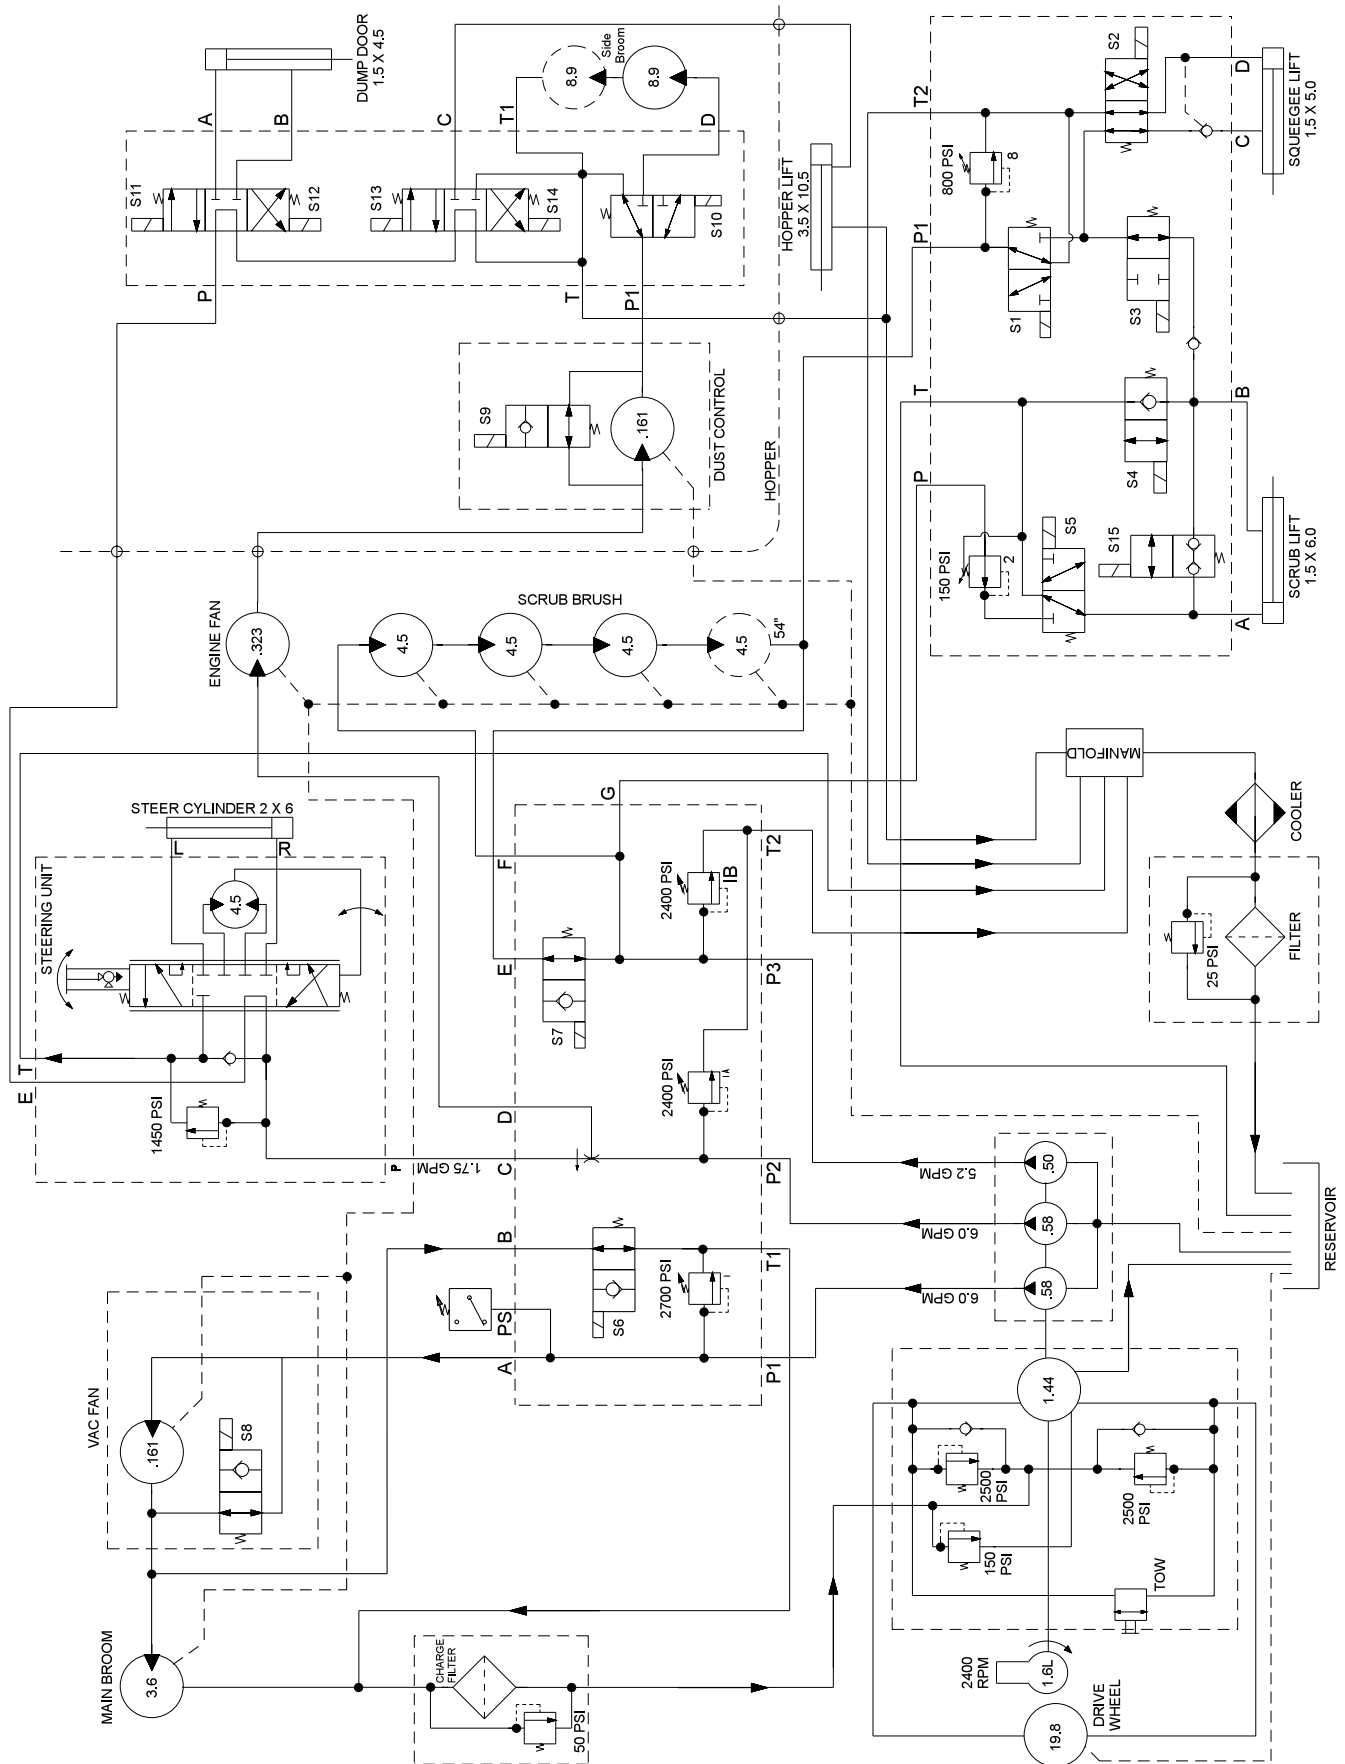 DUMP DOOR
1.5 X 4.5
A
B
S11
S12
P
C
S13
S14
T1
Side
Broom
8.9
8.9
D
S10
T
P1
HOPPER LIFT
3.5 X 10.5
S9
.161
DUST CONTROL
HOPPER
T2
P1
T
P
800 PSI
8
S2
S1
S3
S4
S5
S15
150 PSI
2
D
C
B
A
SQUEEGEE LIFT
1.5 X 5.0
SCRUB LIFT
1.5 X 6.0
ENGINE FAN
.323
SCRUB BRUSH
4.5
4.5
4.5
4.5
54"
STEER CYLINDER 2 X 6
L
R
STEERING UNIT
4.5
E
T
1450 PSI
P
1.75 GPM
G
F
E
D
C
B
A
PS
S7
S6
2400 PSI
IB
2400 PSI
2700 PSI
T2
P3
P2
T1
P1
MANIFOLD
COOLER
FILTER
25 PSI
.50
.58
.58
5.2 GPM
6.0 GPM
6.0 GPM
RESERVOIR
VAC FAN
.161
S8
MAIN BROOM
3.6
CHARGE
FILTER
50 PSI
1.44
2500
PSI
2500
PSI
150
PSI
TOW
2400
RPM
1.6L
19.8
DRIVE
WHEEL